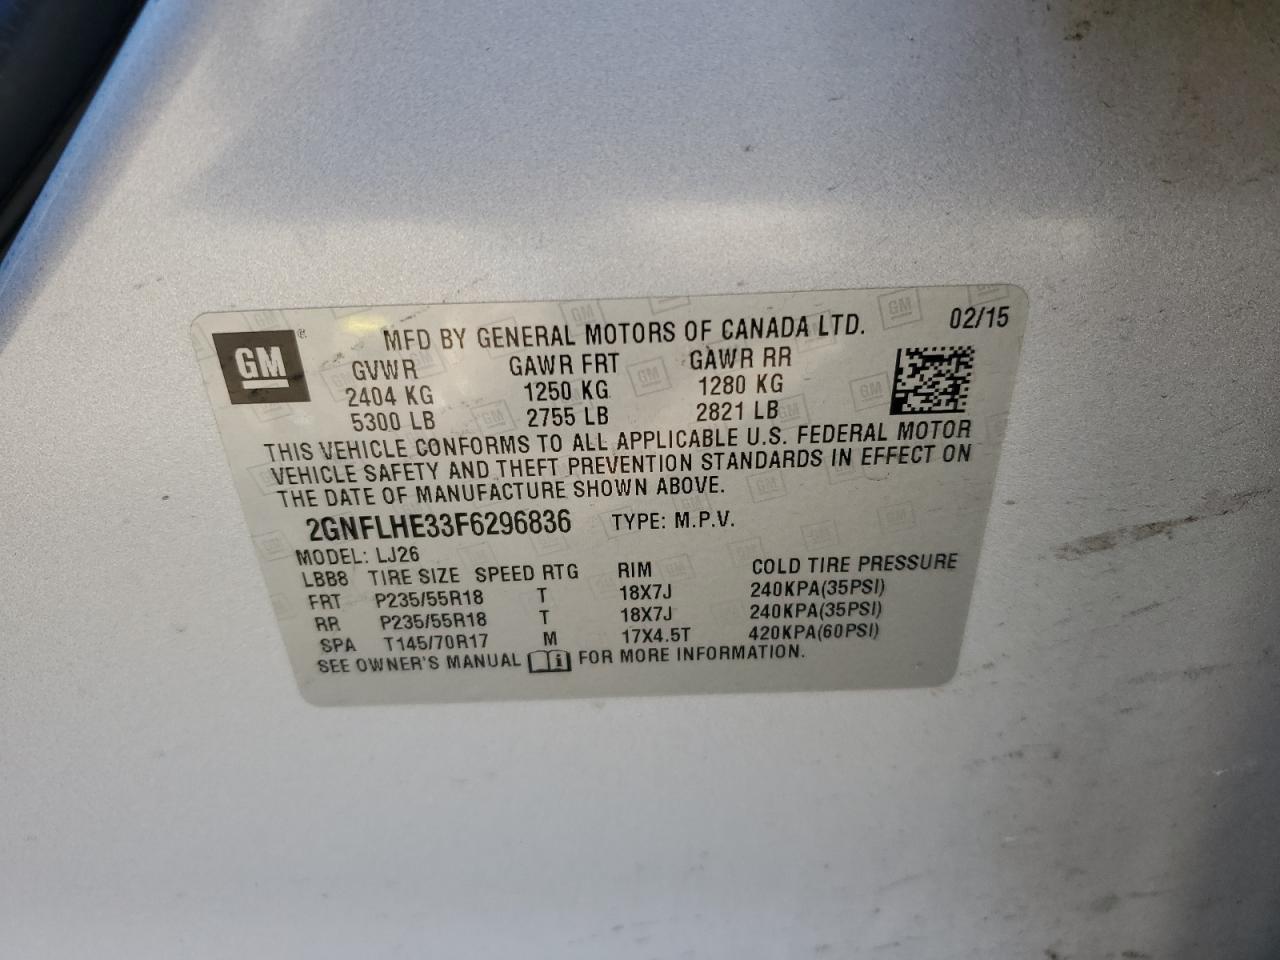 GM
MFD BY GENERAL MOTORS OF CANADA LTD. 02/15
GVWR GAWR FRT GAWR RR
2404 KG 1250 KG 1280 KG
5300 LB 2755 LB 2821 LB
THIS VEHICLE CONFORMS TO ALL APPLICABLE U.S. FEDERAL MOTOR
VEHICLE SAFETY AND THEFT PREVENTION STANDARDS IN EFFECT ON
THE DATE OF MANUFACTURE SHOWN ABOVE.
2GNFLHE33F6296836 TYPE: M.P.V.
MODEL: LJ26
LBB8 TIRE SIZE SPEED RTG RIM COLD TIRE PRESSURE
FRT P235/55R18 T 18X7J 240KPA(35PSI)
RR P235/55R18 T 18X7J 240KPA(35PSI)
SPA T145/70R17 M 17X4.5T 420KPA(60PSI)
SEE OWNER'S MANUAL FOR MORE INFORMATION.